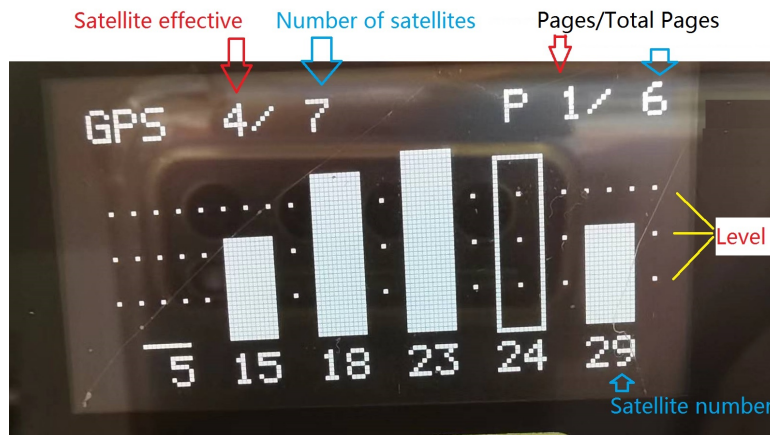 Satellite effective Number of satellites Pages/Total Pages
GPS 4/ 7 P 1/ 6
Level
5 15 18 23 24 29
Satellite number